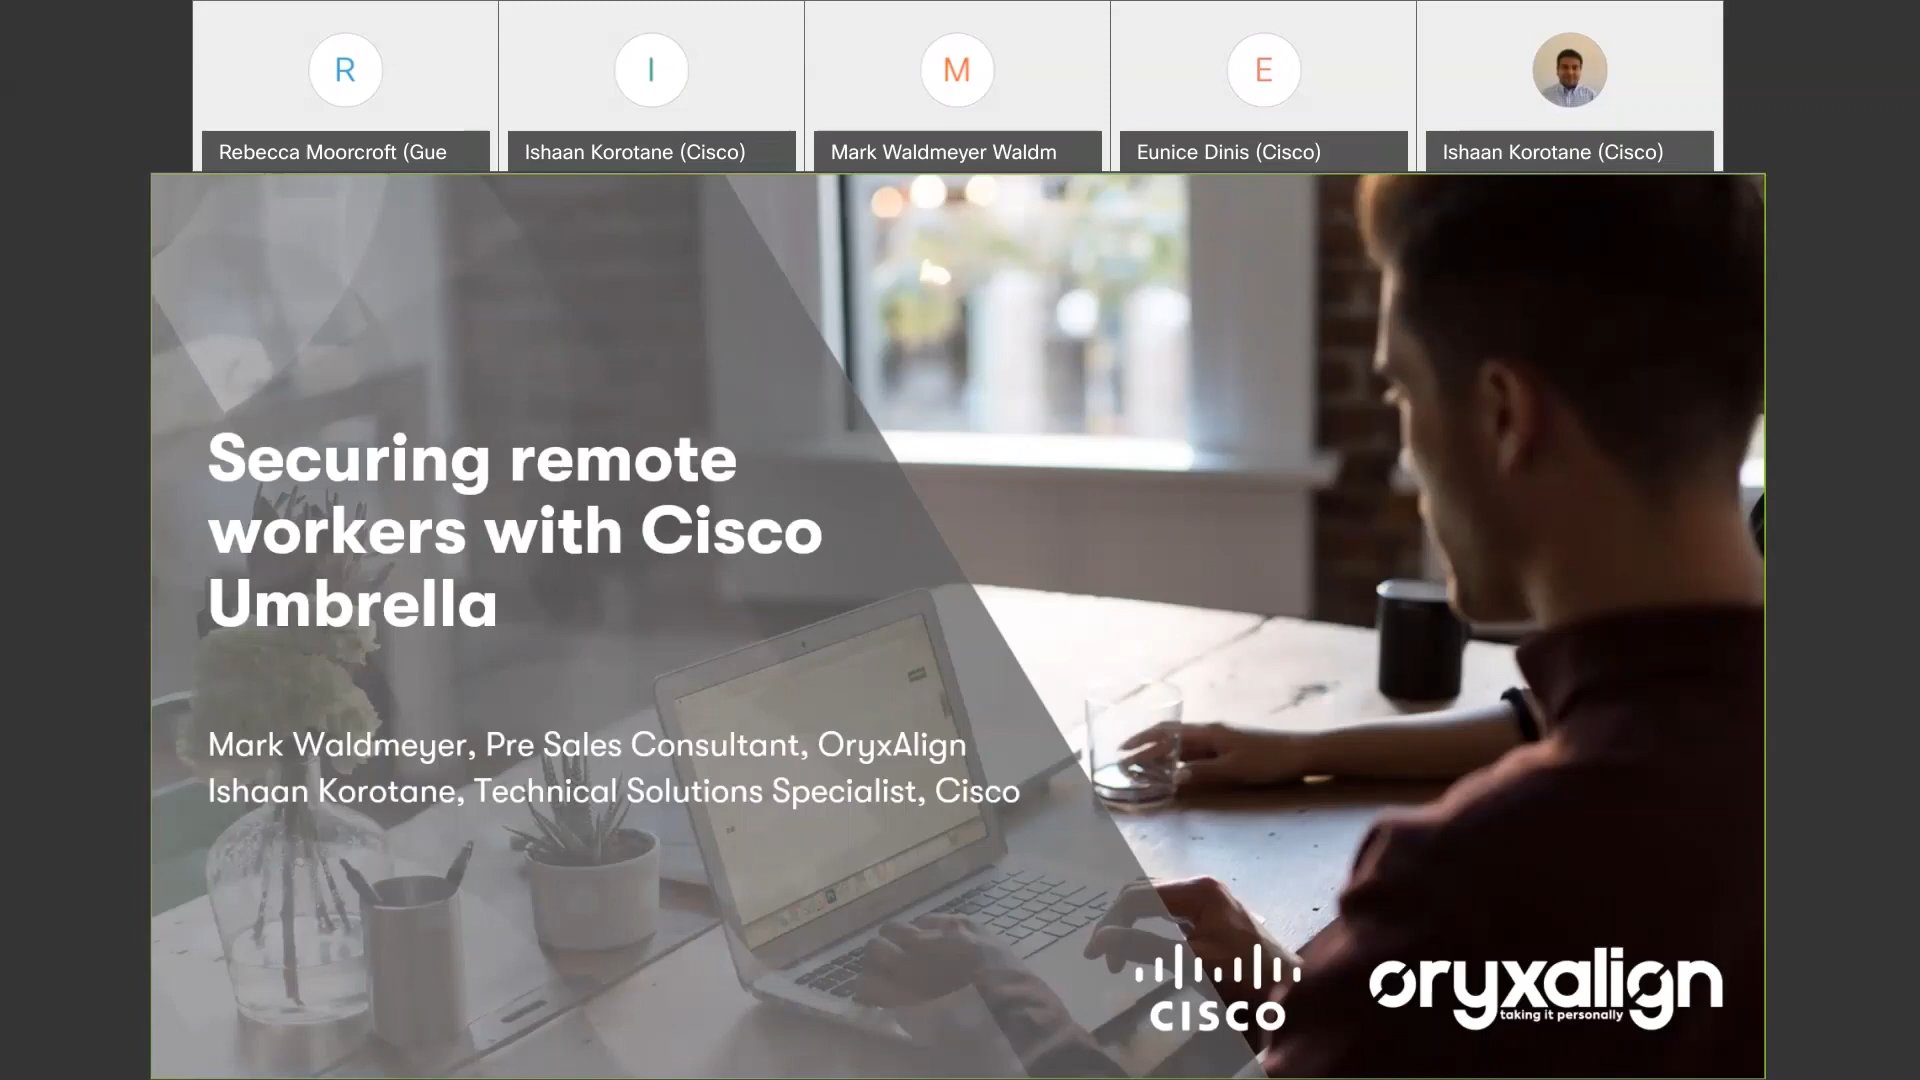 R
I
M
E
Rebecca Moorcroft (Gue
Ishaan Korotane (Cisco)
Mark Waldmeyer Waldm
Eunice Dinis (Cisco)
Ishaan Korotane (Cisco)
Securing remote
workers with Cisco
Umbrella
Mark Waldmeyer, Pre Sales Consultant, OryxAlign
Ishaan Korotane, Technical Solutions Specialist, Cisco
CISCO
oryxalign
taking it personally